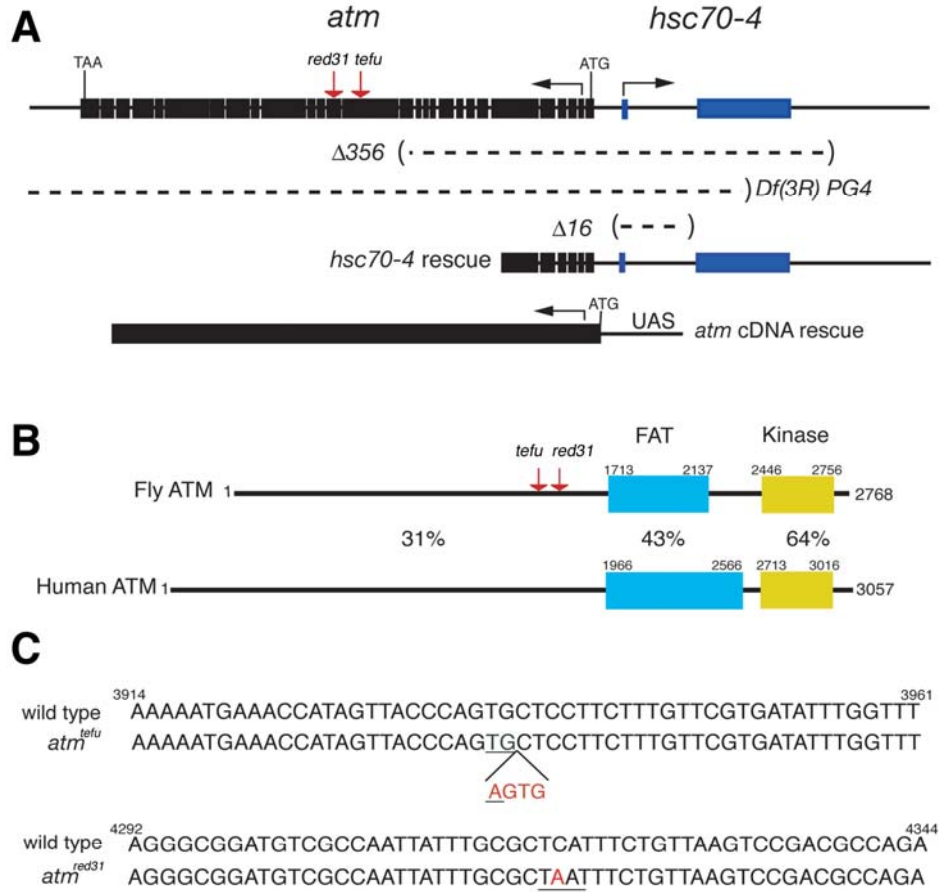 A
atm hsc70-4
TAA
red31 tefu
ATG
Δ356 ( )
) Df(3R) PG4
Δ16 ( )
hsc70-4 rescue
ATG
UAS
atm cDNA rescue
B
FAT Kinase
tefu red31
1713 2137 2446 2756
Fly ATM 1 2768
31% 43% 64%
1966 2566 2713 3016
Human ATM 1 3057
C
3914 3961
wild type AAAAATGAAACCATAGTTACCCAGTGCTCCTTCTTTGTTCGTGATATTTGGTTT
atm tefu AAAAATGAAACCATAGTTACCCAGTGCTCCTTCTTTGTTCGTGATATTTGGTTT
AGTG
4292 4344
wild type AGGGCGGATGTCGCCAATTATTTGCGCTCATTTCTGTTAAGTCCGACGCCAGA
atm red31 AGGGCGGATGTCGCCAATTATTTGCGCTAATTTCTGTTAAGTCCGACGCCAGA